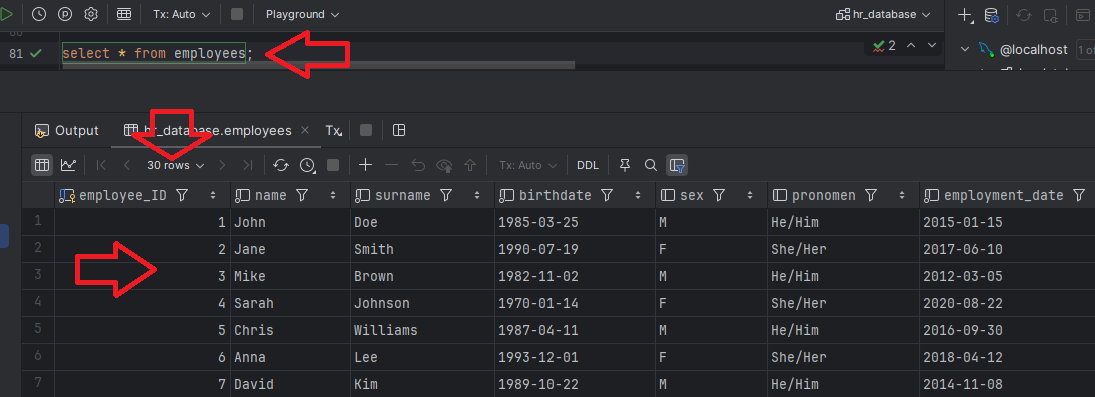 Tx: Auto Playground hr_database
81 select * from employees; 2 @localhost 1 of
Output hr_database.employees Tx
30 rows Tx: Auto DDL
employee_ID name surname birthdate sex pronomen employment_date
1 1 John Doe 1985-03-25 M He/Him 2015-01-15
2 2 Jane Smith 1990-07-19 F She/Her 2017-06-10
3 3 Mike Brown 1982-11-02 M He/Him 2012-03-05
4 4 Sarah Johnson 1970-01-14 F She/Her 2020-08-22
5 5 Chris Williams 1987-04-11 M He/Him 2016-09-30
6 6 Anna Lee 1993-12-01 F She/Her 2018-04-12
7 7 David Kim 1989-10-22 M He/Him 2014-11-08